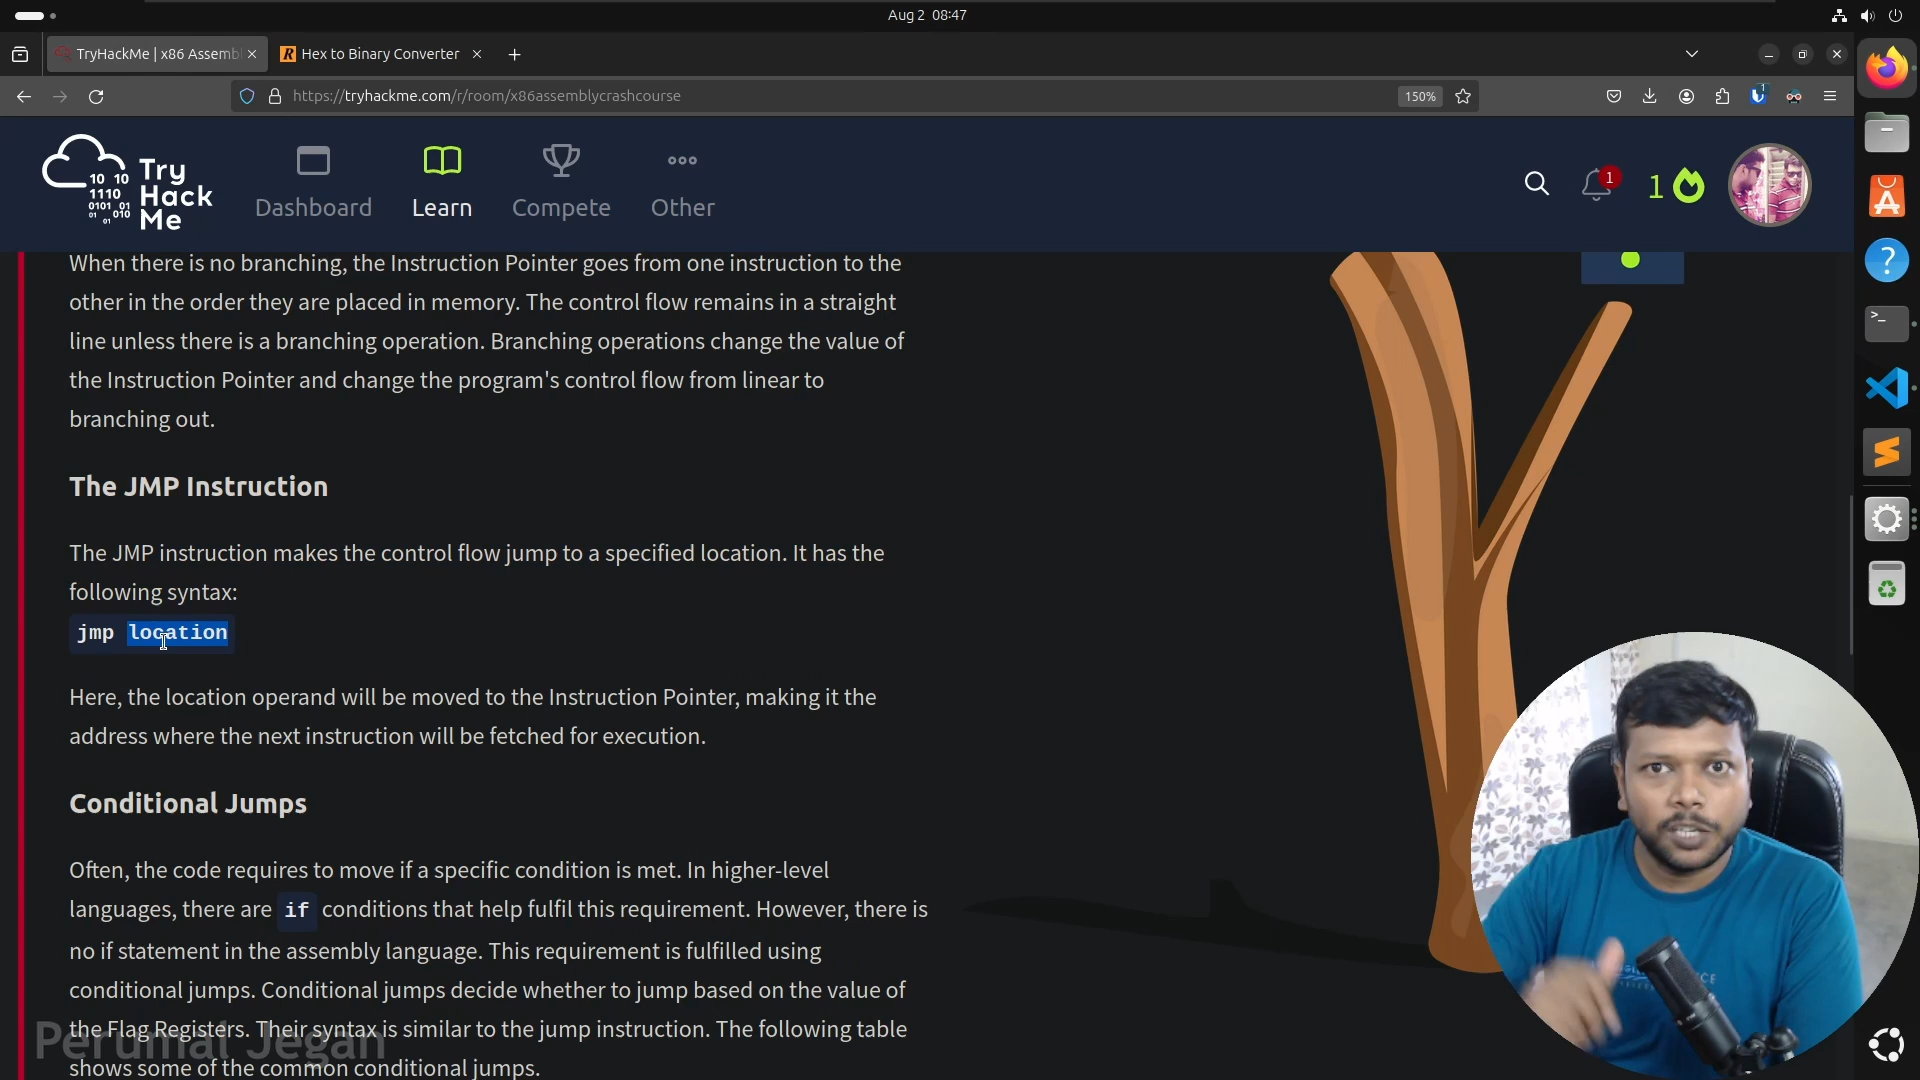 Aug 2 08:47
TryHackMe | x86 Assembl
Hex to Binary Converter
https://tryhackme.com/r/room/x86assemblycrashcourse
150%
1
10 10
1110
0101 01
01 010
01
Try
Hack
Me
Dashboard
Learn
Compete
Other
1
1
When there is no branching, the Instruction Pointer goes from one instruction to the
other in the order they are placed in memory. The control flow remains in a straight
line unless there is a branching operation. Branching operations change the value of
the Instruction Pointer and change the program's control flow from linear to
branching out.
The JMP Instruction
The JMP instruction makes the control flow jump to a specified location. It has the
following syntax:
jmp location
Here, the location operand will be moved to the Instruction Pointer, making it the
address where the next instruction will be fetched for execution.
Conditional Jumps
Often, the code requires to move if a specific condition is met. In higher-level
languages, there are if conditions that help fulfil this requirement. However, there is
no if statement in the assembly language. This requirement is fulfilled using
conditional jumps. Conditional jumps decide whether to jump based on the value of
the Flag Registers. Their syntax is similar to the jump instruction. The following table
shows some of the common conditional jumps.
Perumal Jegan